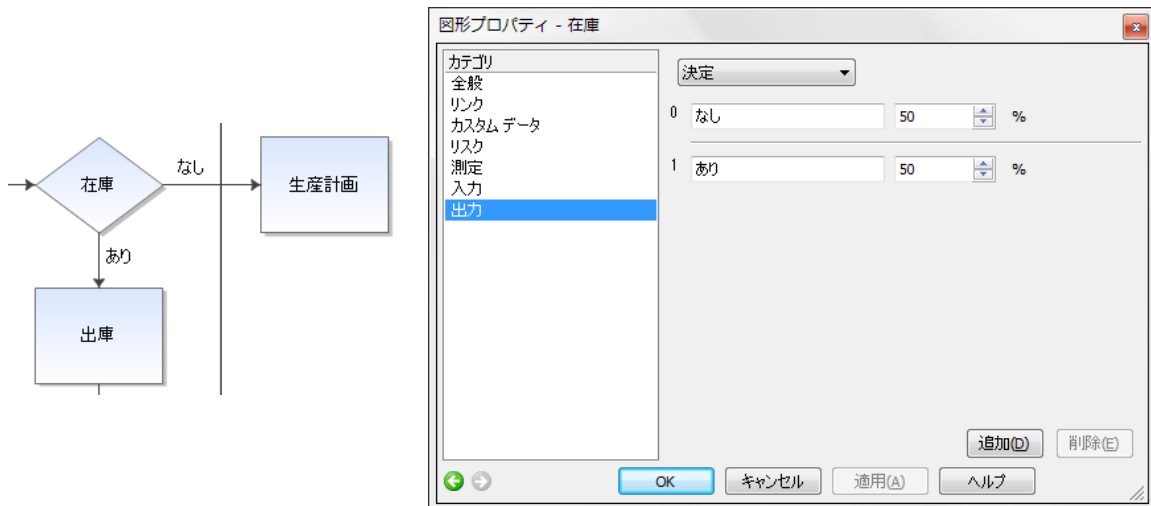 在庫
なし
生産計画
あり
出庫
図形プロパティ - 在庫
カテゴリ
全般
リンク
カスタム データ
リスク
測定
入力
出力
決定
0 なし 50 %
1 あり 50 %
追加(D) 削除(E)
OK キャンセル 適用(A) ヘルプ